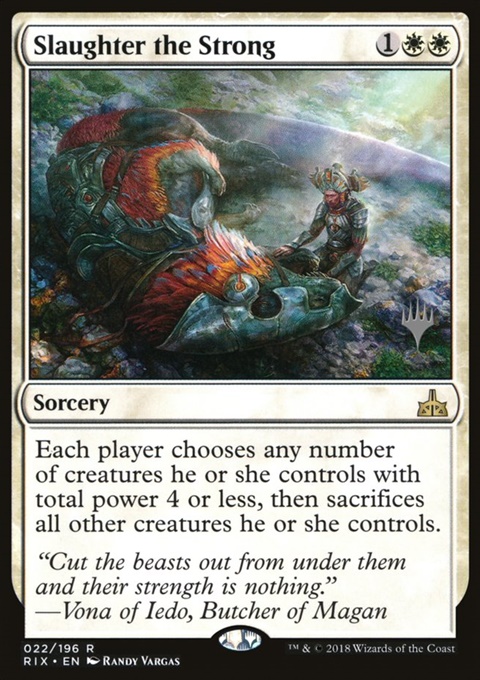 Slaughter the Strong 1
Sorcery
Each player chooses any number
of creatures he or she controls with
total power 4 or less, then sacrifices
all other creatures he or she controls.
“Cut the beasts out from under them
and their strength is nothing.”
—Vona of Iedo, Butcher of Magan
022/196 R
RIX • EN Randy Vargas
™ & © 2018 Wizards of the Coast